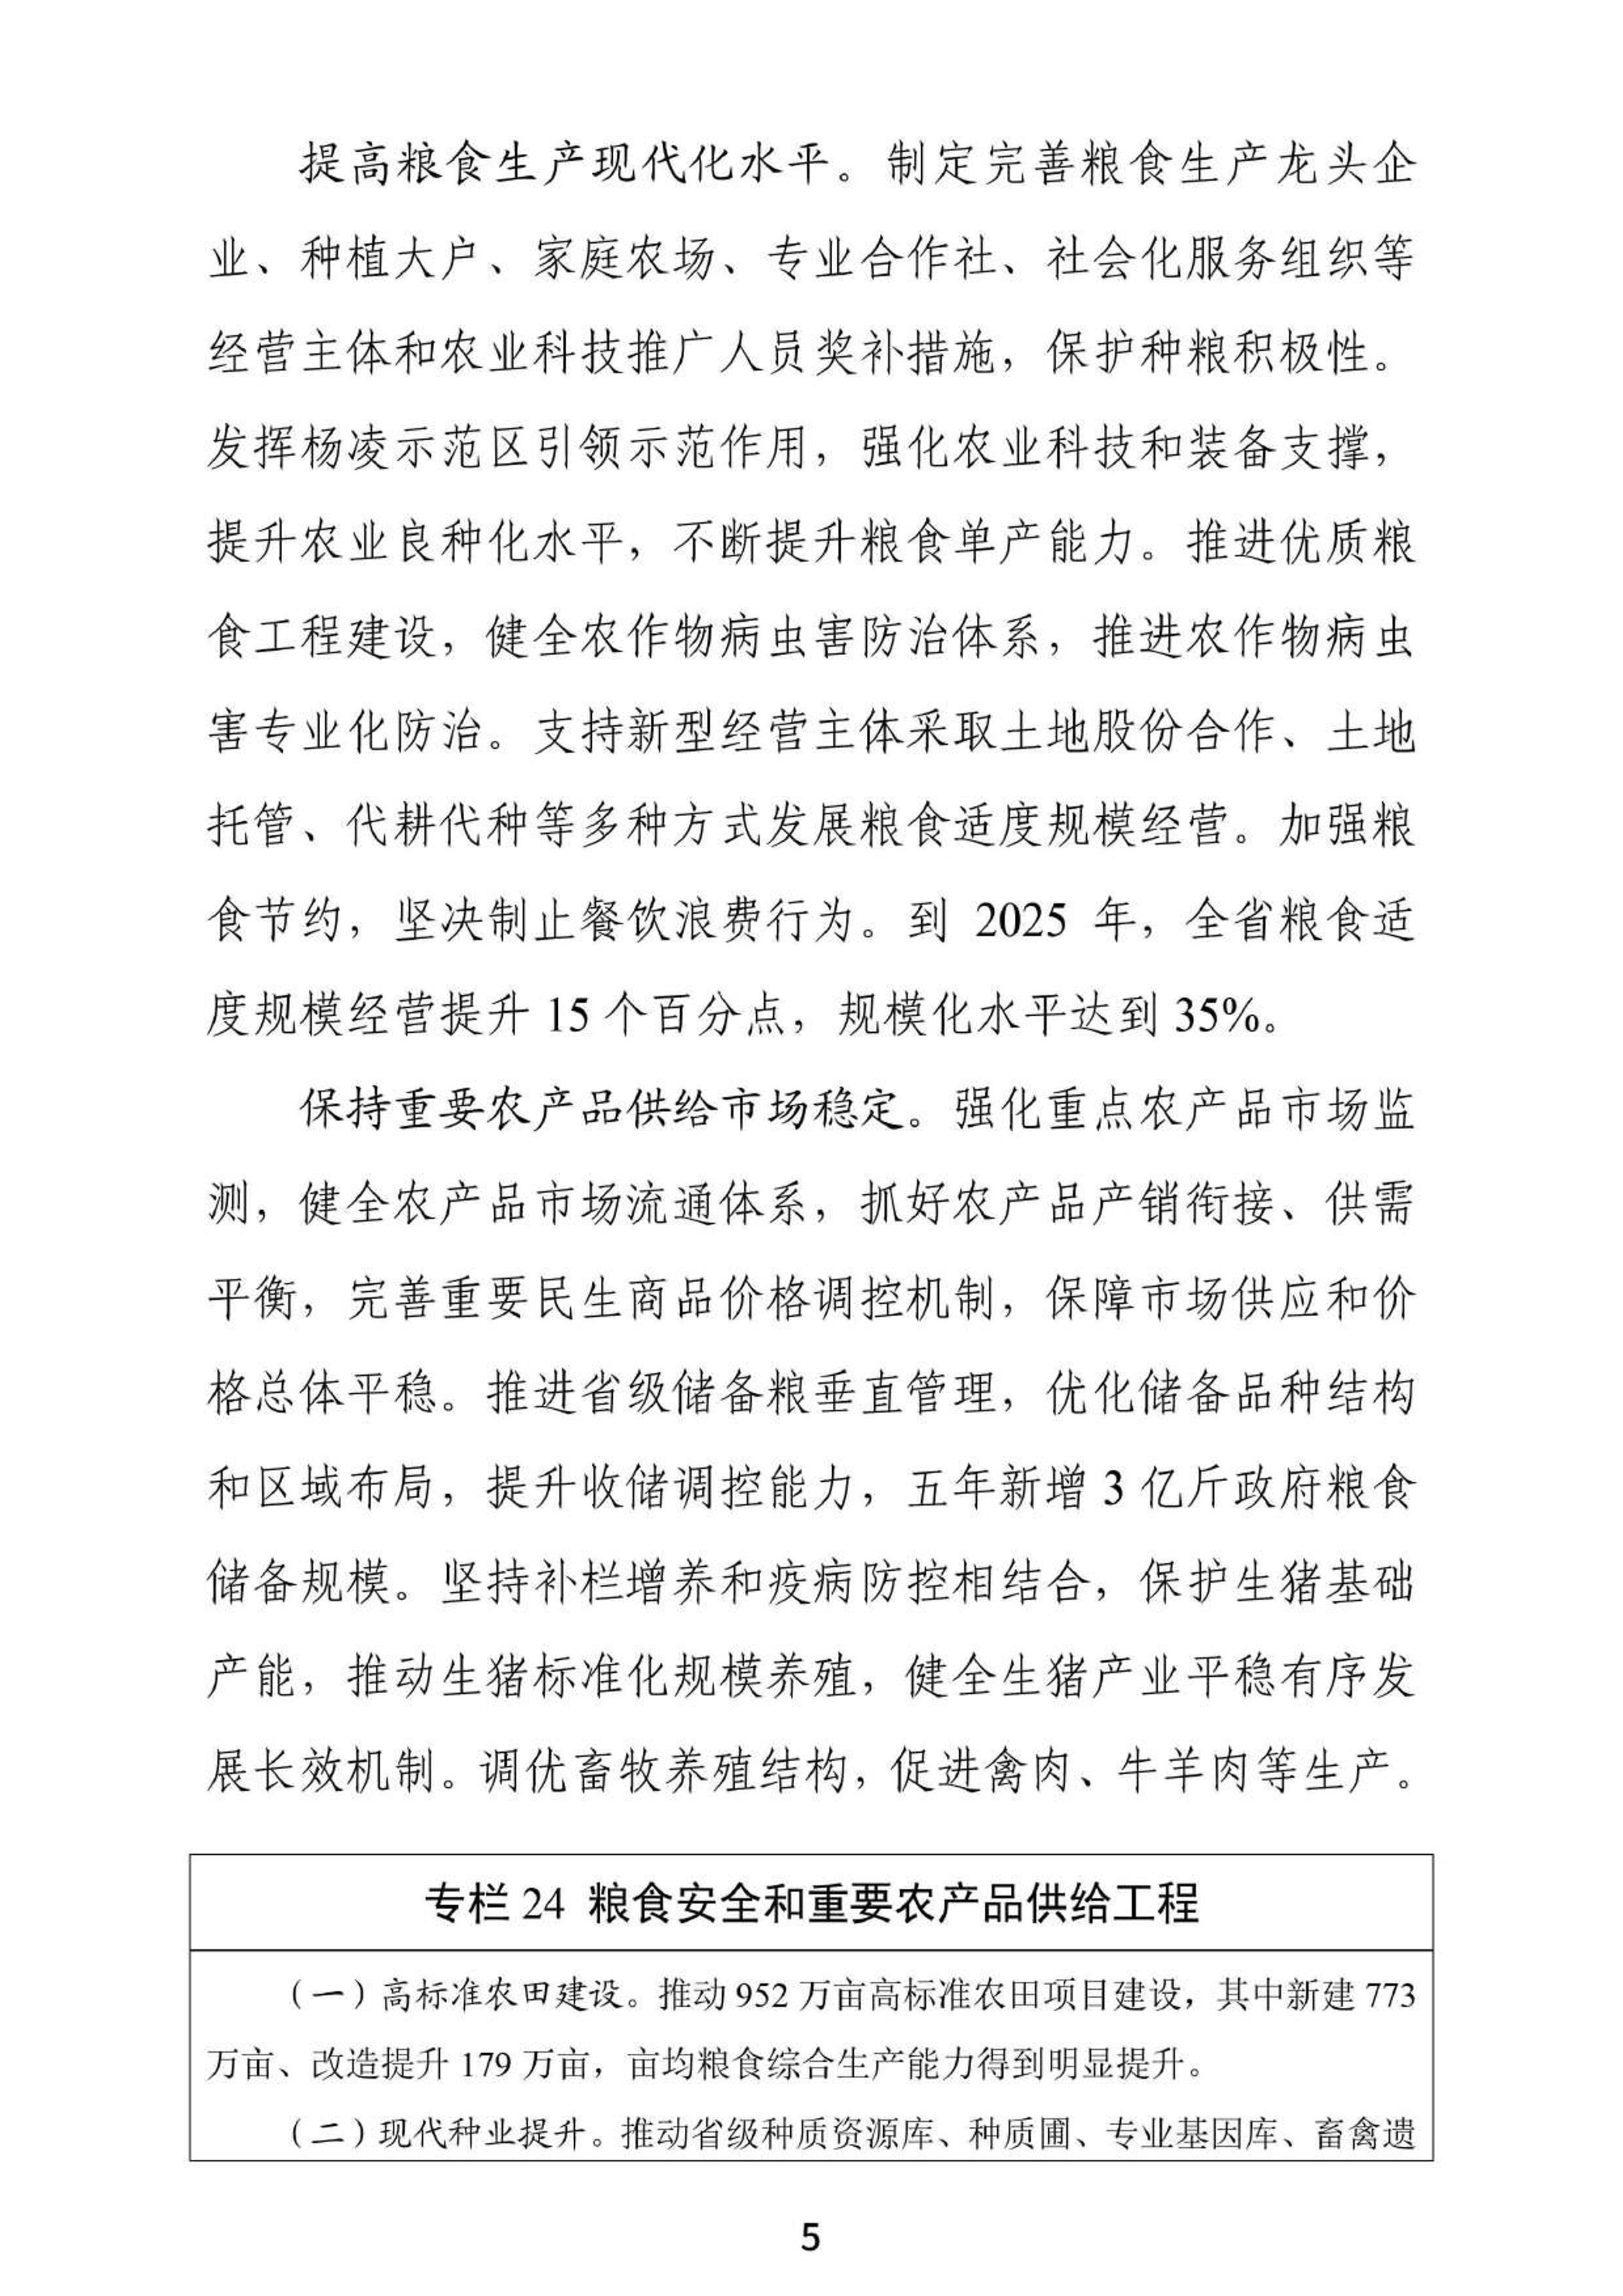 提高粮食生产现代化水平。制定完善粮食生产龙头企
业、种植大户、家庭农场、专业合作社、社会化服务组织等
经营主体和农业科技推广人员奖补措施，保护种粮积极性。
发挥杨凌示范区引领示范作用，强化农业科技和装备支撑，
提升农业良种化水平，不断提升粮食单产能力。推进优质粮
食工程建设，健全农作物病虫害防治体系，推进农作物病虫
害专业化防治。支持新型经营主体采取土地股份合作、土地
托管、代耕代种等多种方式发展粮食适度规模经营。加强粮
食节约，坚决制止餐饮浪费行为。到 2025 年，全省粮食适
度规模经营提升 15 个百分点，规模化水平达到 35%。
保持重要农产品供给市场稳定。强化重点农产品市场监
测，健全农产品市场流通体系，抓好农产品产销衔接、供需
平衡，完善重要民生商品价格调控机制，保障市场供应和价
格总体平稳。推进省级储备粮垂直管理，优化储备品种结构
和区域布局，提升收储调控能力，五年新增 3 亿斤政府粮食
储备规模。坚持补栏增养和疫病防控相结合，保护生猪基础
产能，推动生猪标准化规模养殖，健全生猪产业平稳有序发
展长效机制。调优畜牧养殖结构，促进禽肉、牛羊肉等生产。
专栏 24 粮食安全和重要农产品供给工程
（一）高标准农田建设。推动 952 万亩高标准农田项目建设，其中新建 773
万亩、改造提升 179 万亩，亩均粮食综合生产能力得到明显提升。
（二）现代种业提升。推动省级种质资源库、种质圃、专业基因库、畜禽遗
5